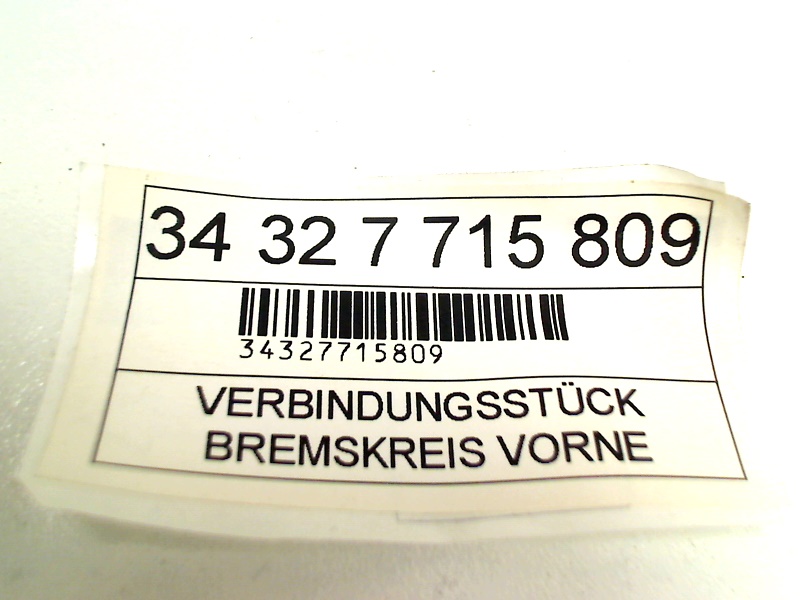 34 32 7 715 809
34327715809
VERBINDUNGSSTÜCK
BREMSKREIS VORNE